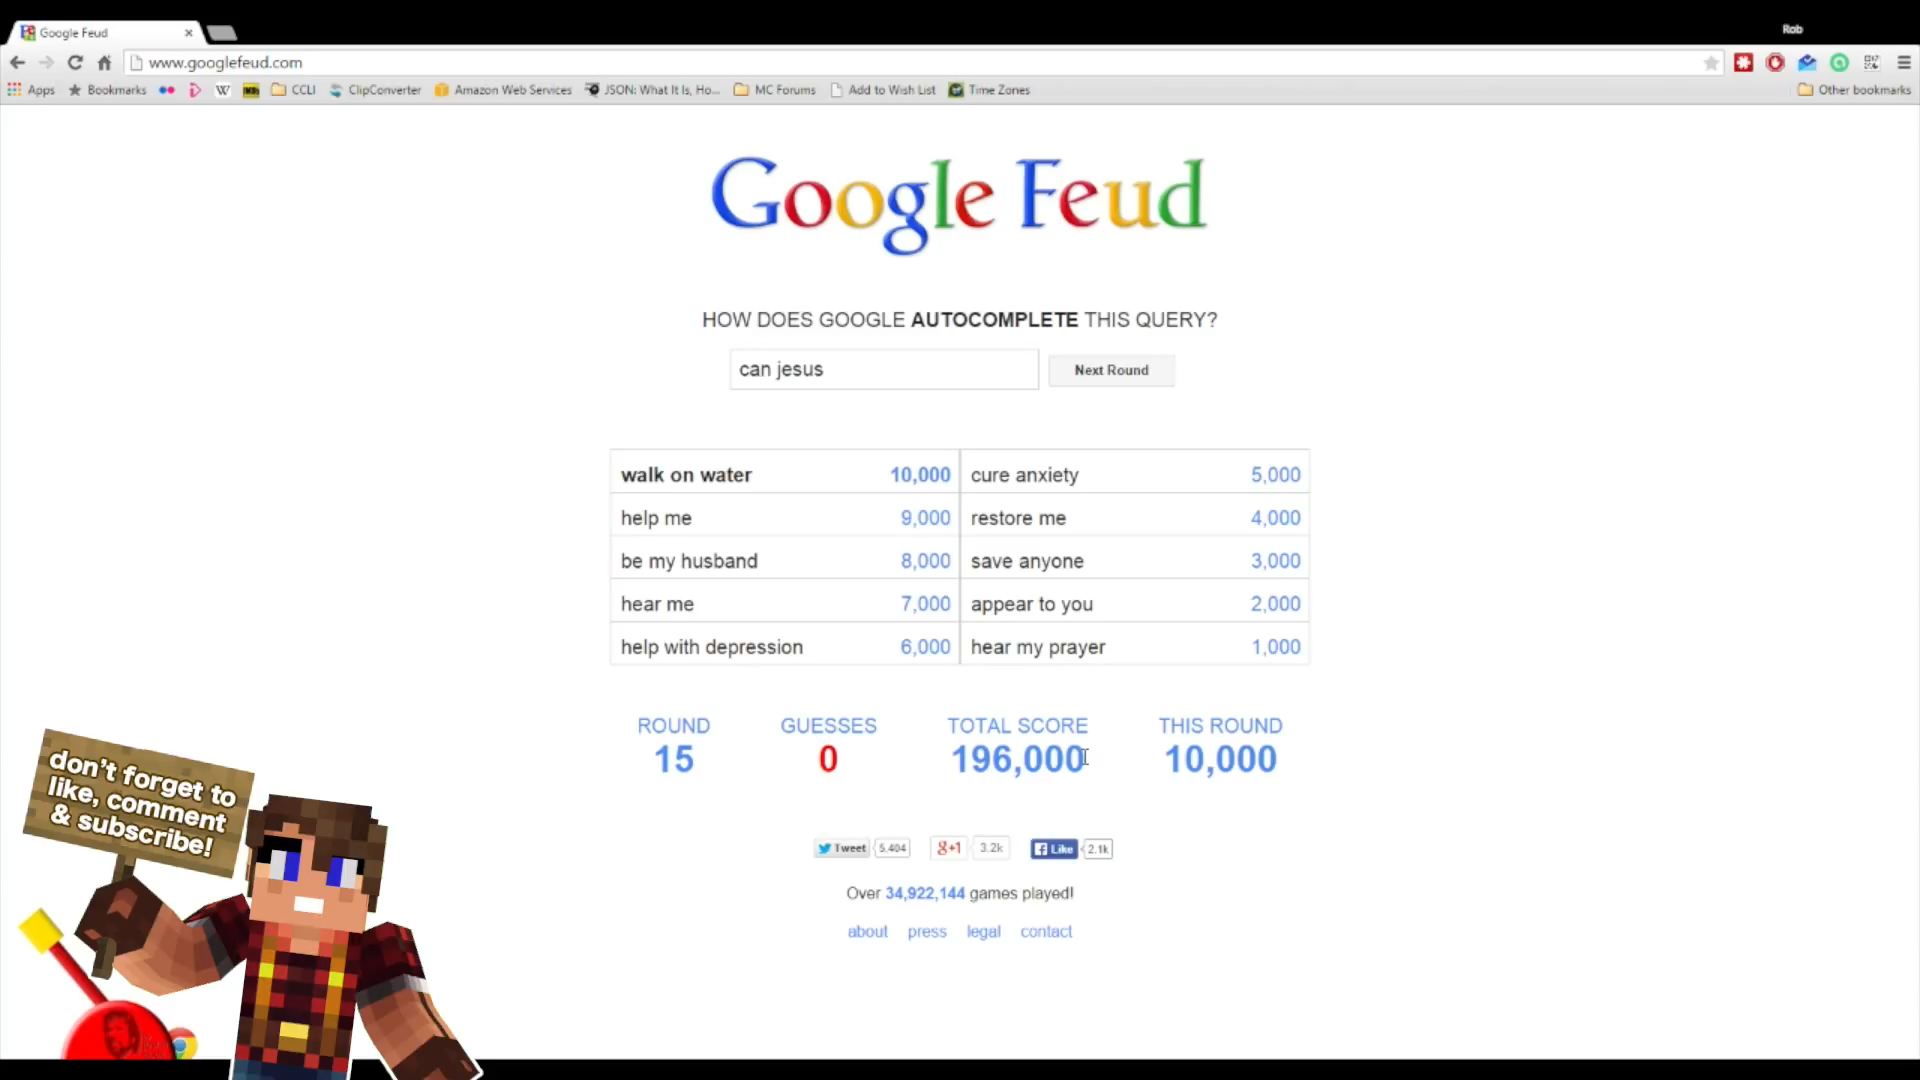 Rob
Google Feud
www.googlefeud.com
Apps Bookmarks W CCLI ClipConverter Amazon Web Services JSON: What It Is, Ho... MC Forums Add to Wish List Time Zones Other bookmarks
Google Feud
HOW DOES GOOGLE AUTOCOMPLETE THIS QUERY?
can jesus Next Round
walk on water 10,000 cure anxiety 5,000
help me 9,000 restore me 4,000
be my husband 8,000 save anyone 3,000
hear me 7,000 appear to you 2,000
help with depression 6,000 hear my prayer 1,000
ROUND GUESSES TOTAL SCORE THIS ROUND
15 0 196,000 10,000
don't forget to
like, comment
& subscribe!
Tweet 5,404 g+1 3.2k Like 2.1k
Over 34,922,144 games played!
about press legal contact